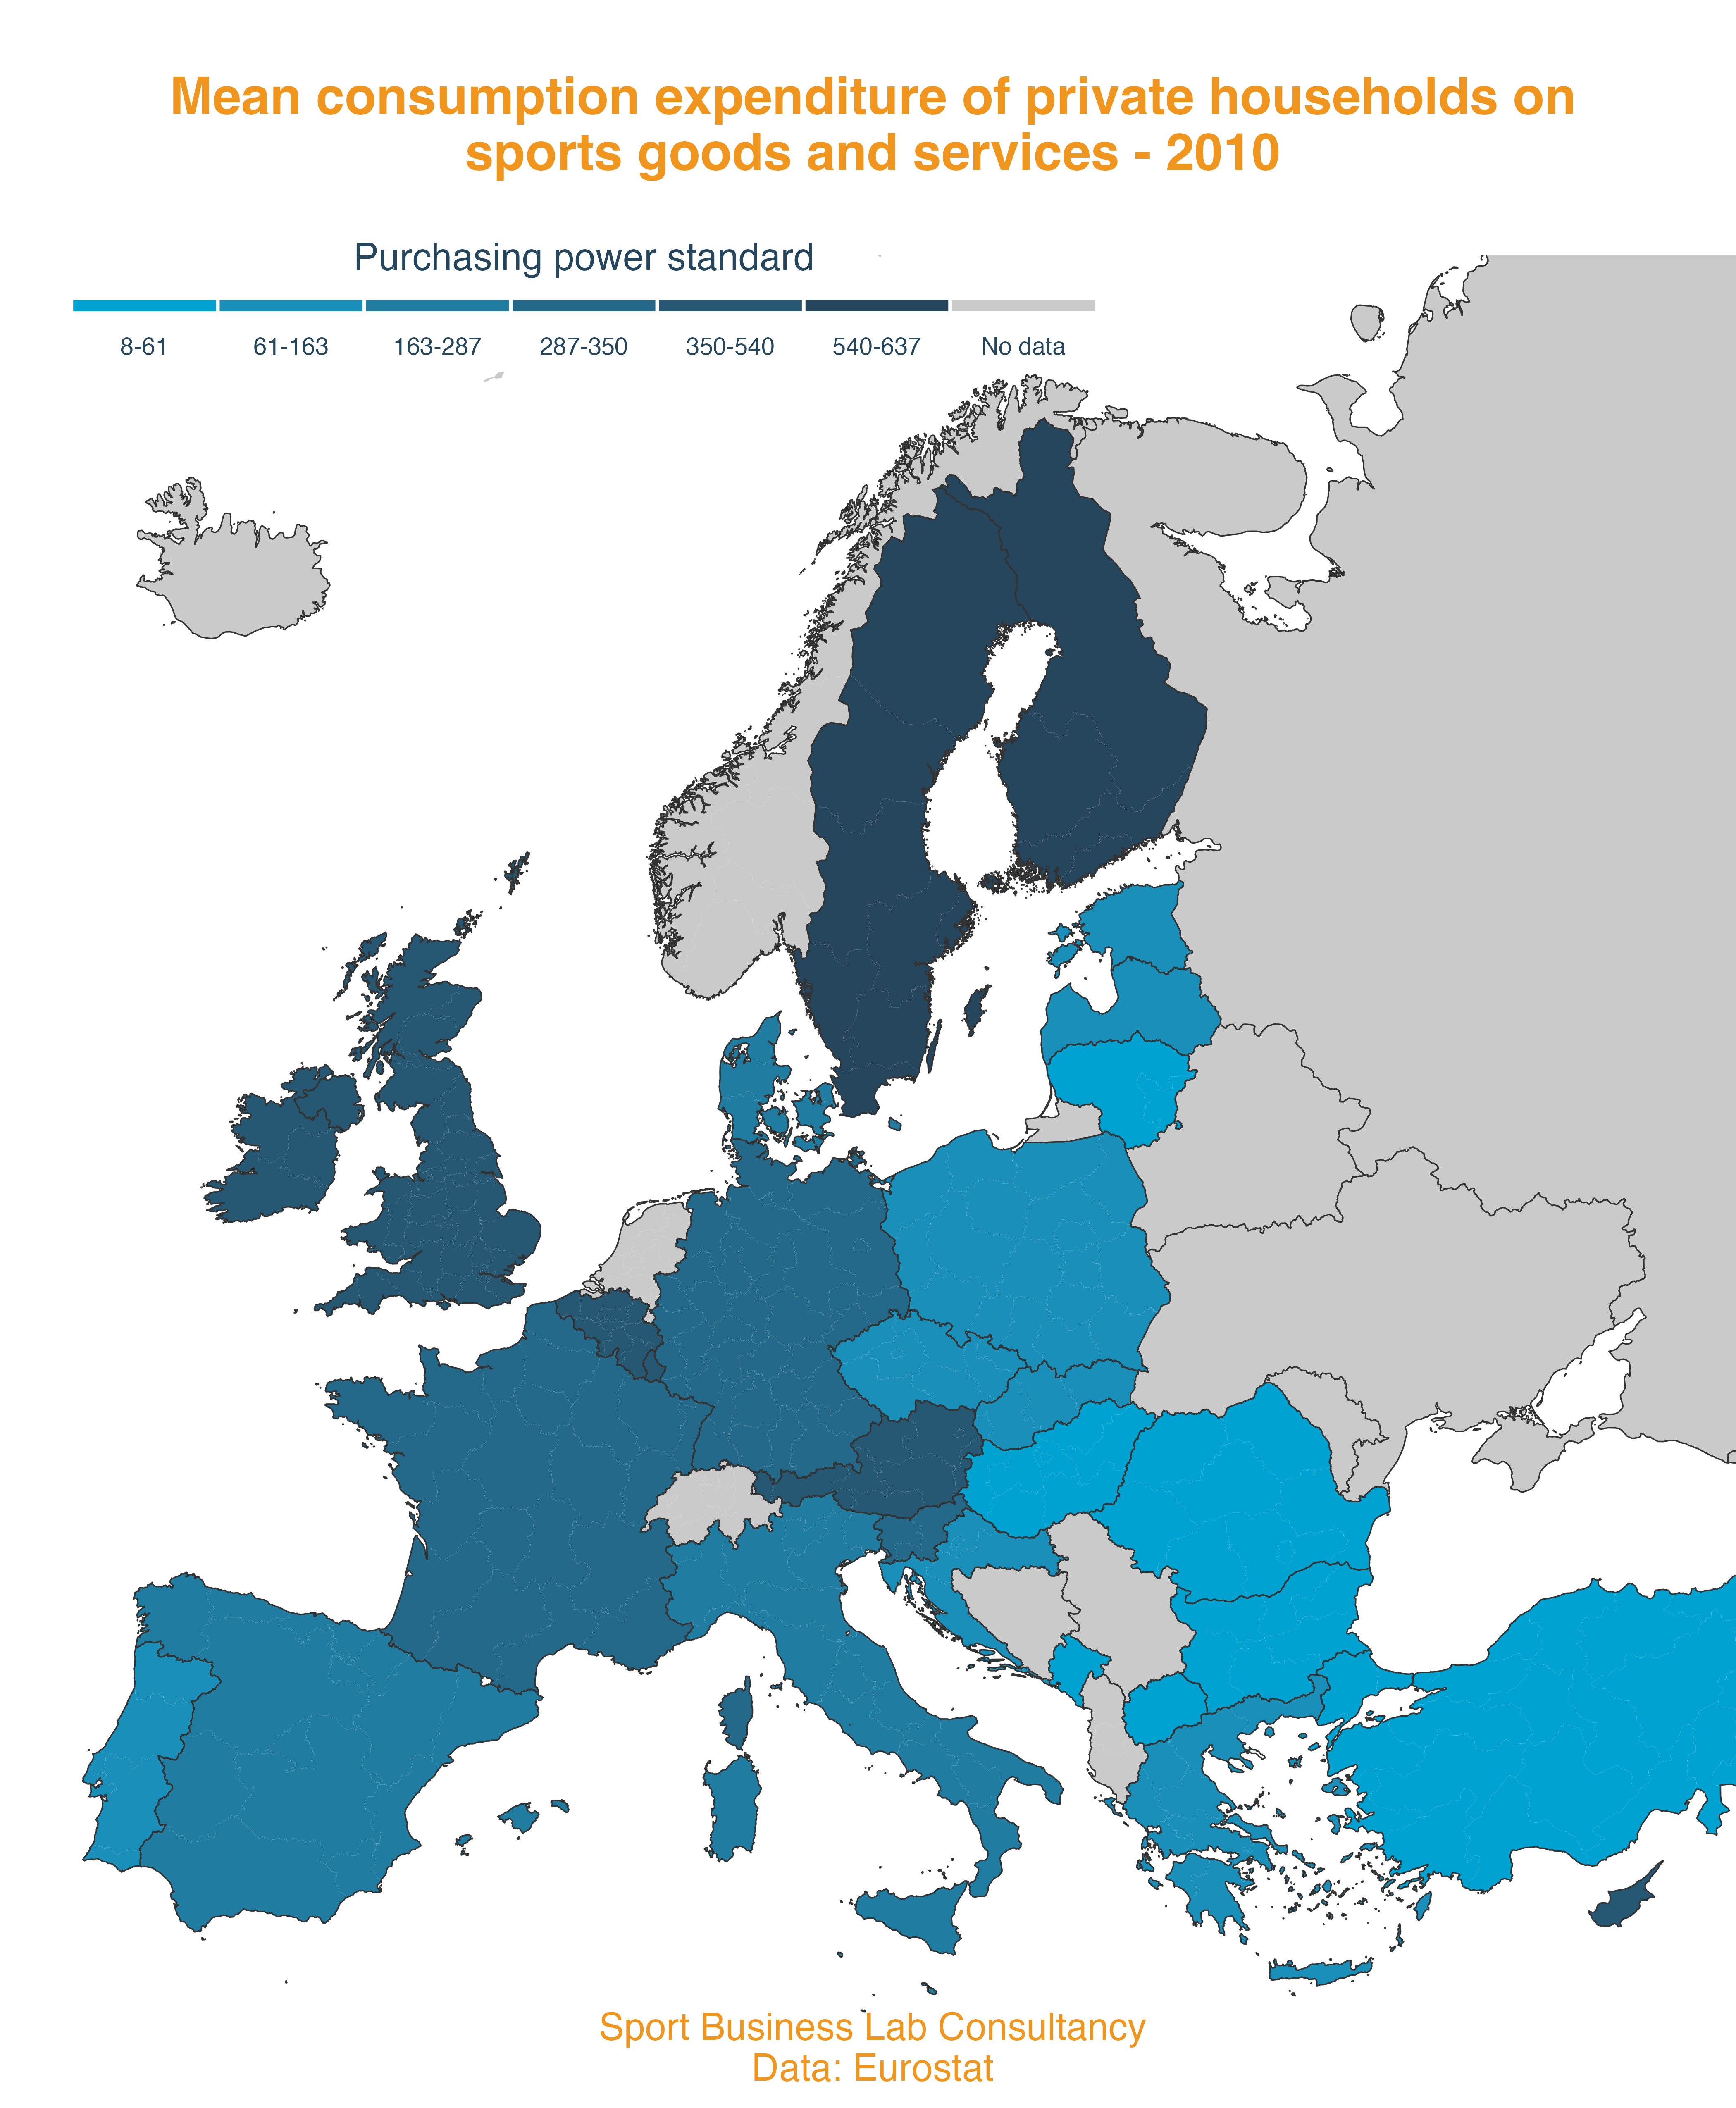 Mean consumption expenditure of private households on
sports goods and services - 2010
Purchasing power standard
8-61 61-163 163-287 287-350 350-540 540-637 No data
Sport Business Lab Consultancy
Data: Eurostat